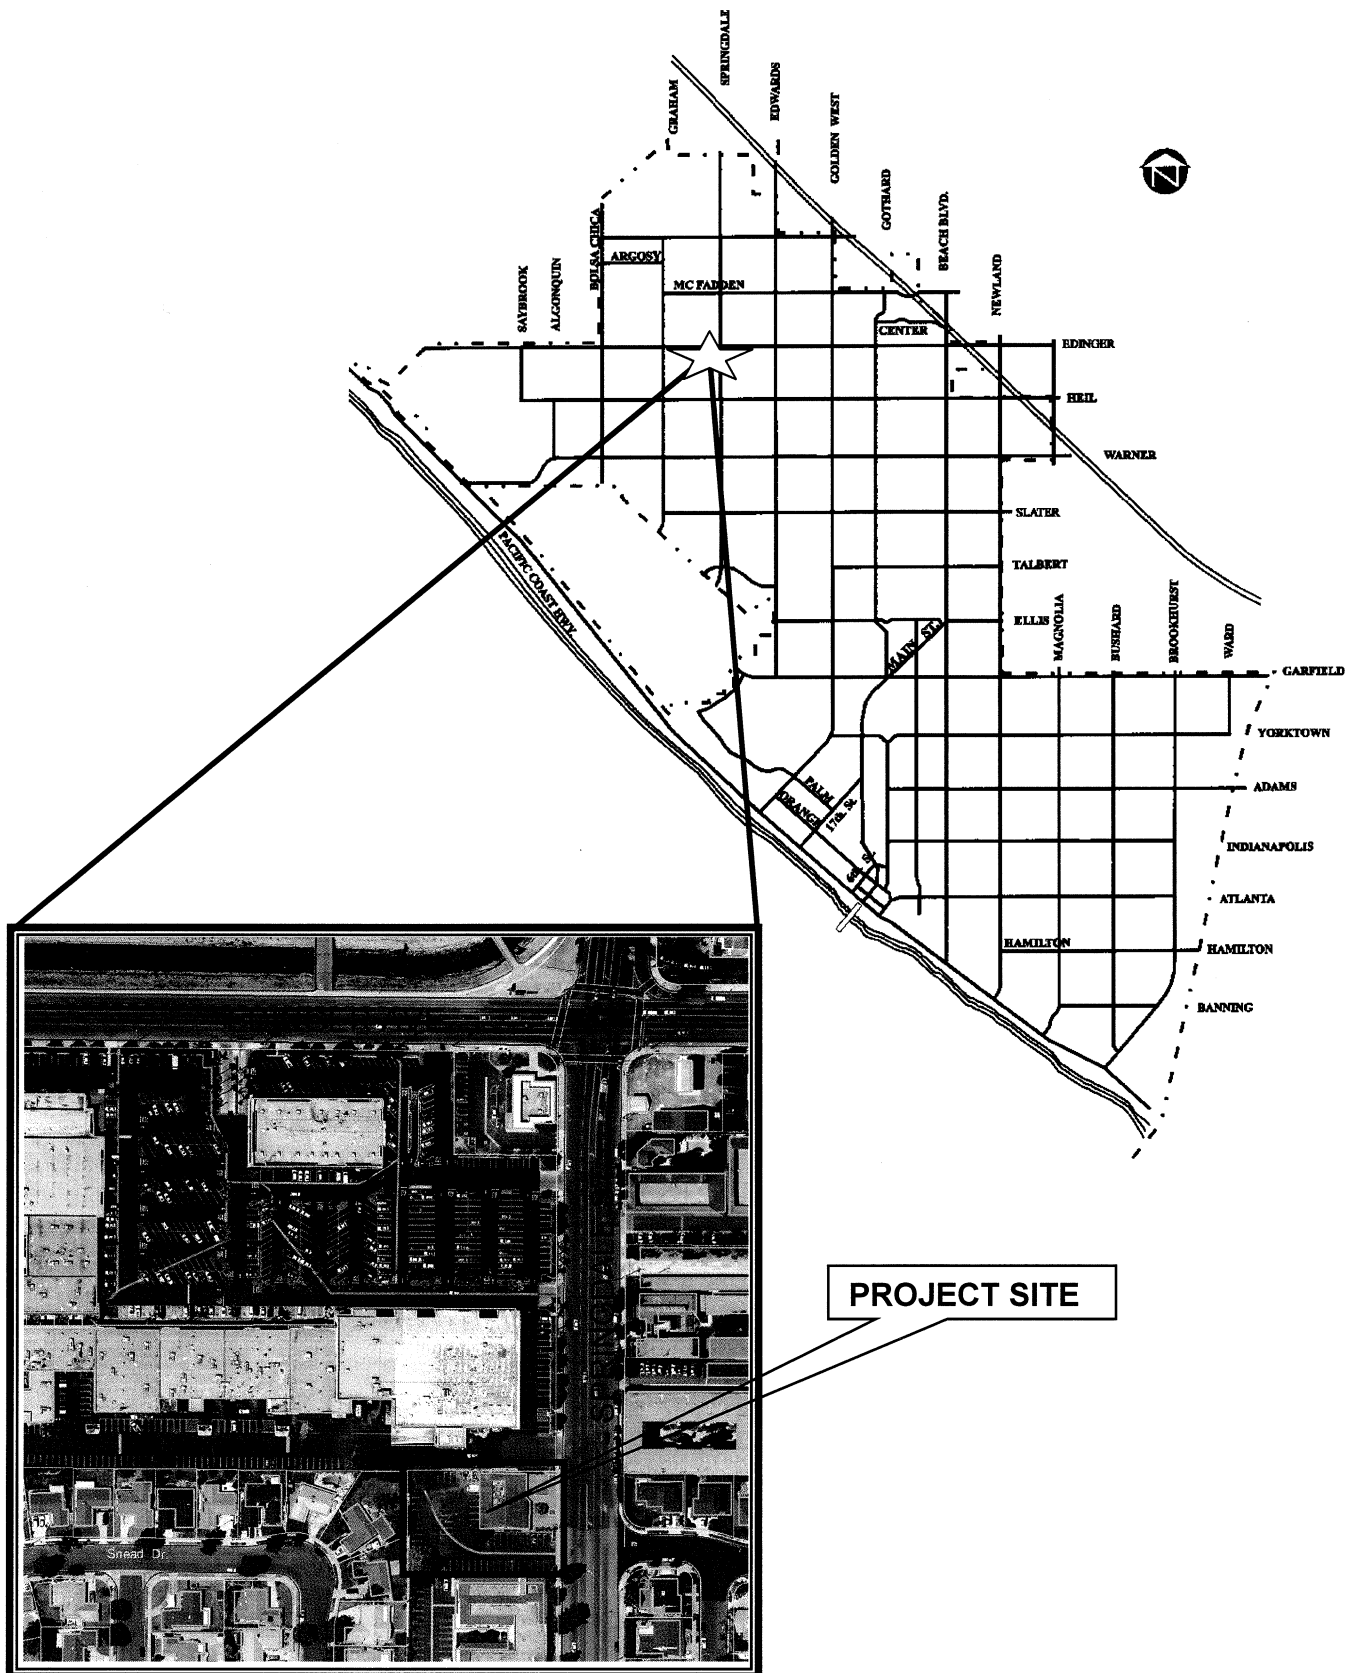 SPRINGDALE
GRAHAM
EDWARDS
GOLDEN WEST
GOTHARD
BEACH BLVD.
NEWLAND
BOLSA CHICA
SAYBROOK
ALGONQUIN
N
ARGOSY
MC FADDEN
CENTER
EDINGER
HEIL
WARNER
SLATER
TALBERT
ELLIS
MAIN ST.
PACIFIC COAST HWY.
MAGNOLIA
BUSHARD
BROOKHURST
WARD
GARFIELD
YORKTOWN
ADAMS
PALM
ORANGE
17th. St.
INDIANAPOLIS
ATLANTA
HAMILTON
HAMILTON
BANNING
PROJECT SITE
Snead Dr.